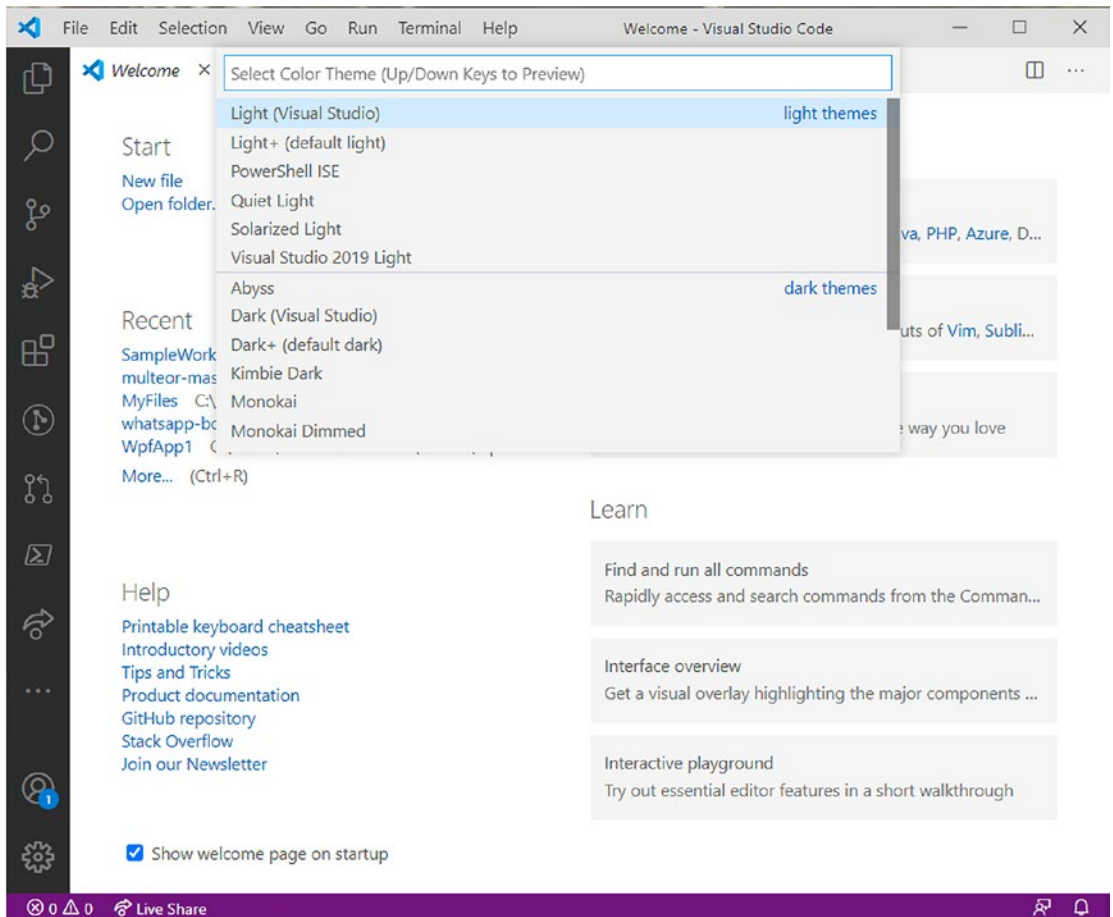 File Edit Selection View Go Run Terminal Help Welcome - Visual Studio Code
Welcome
Select Color Theme (Up/Down Keys to Preview)
Light (Visual Studio) light themes
Light+ (default light)
PowerShell ISE
Quiet Light
Solarized Light
Visual Studio 2019 Light
Abyss dark themes
Dark (Visual Studio)
Dark+ (default dark)
Kimbie Dark
Monokai
Monokai Dimmed
Start
New file
Open folder.
Recent
SampleWork
multeor-mas
MyFiles C:\
whatsapp-bo
WpfApp1
More... (Ctrl+R)
Help
Printable keyboard cheatsheet
Introductory videos
Tips and Tricks
Product documentation
GitHub repository
Stack Overflow
Join our Newsletter
Show welcome page on startup
va, PHP, Azure, D...
uts of Vim, Subli...
way you love
Learn
Find and run all commands
Rapidly access and search commands from the Comman...
Interface overview
Get a visual overlay highlighting the major components ...
Interactive playground
Try out essential editor features in a short walkthrough
1
0 0 Live Share